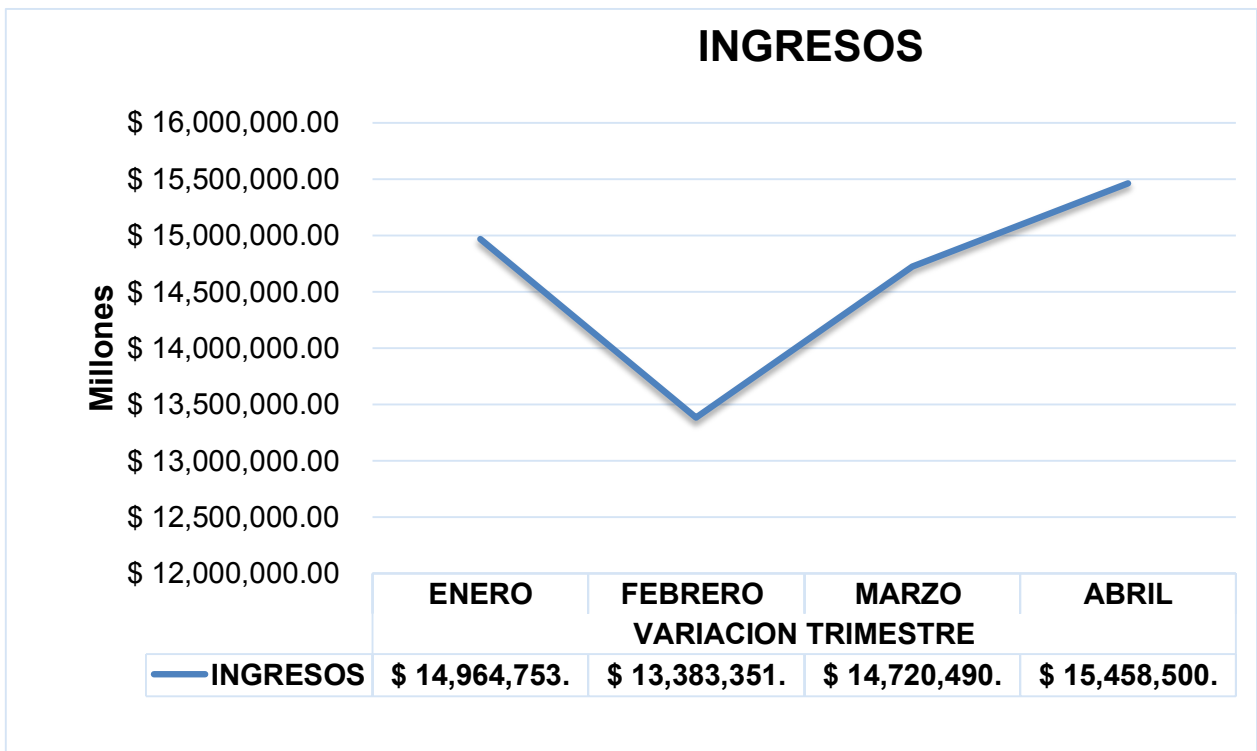 INGRESOS
$ 16,000,000.00
$ 15,500,000.00
$ 15,000,000.00
$ 14,500,000.00
$ 14,000,000.00
$ 13,500,000.00
$ 13,000,000.00
$ 12,500,000.00
$ 12,000,000.00
Millones
ENERO FEBRERO MARZO ABRIL
VARIACION TRIMESTRE
INGRESOS $ 14,964,753. $ 13,383,351. $ 14,720,490. $ 15,458,500.